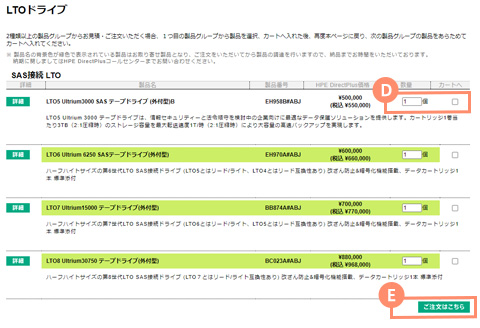 LTOドライブ
2種類以上の製品グループからお見積・ご注文いただく場合、1つ目の製品グループから製品を選択、カートへ入れた後、再度本ページに戻り、次のグループの製品をあらためて
カートへ入れてください。
※ 製品名の背景色が緑色で表示されている製品はお取り寄せ製品となり、ご注文をいただいてから製品の調達を行いますので、納品までお時間をいただいております。
納期に関しましてはHPE DirectPlusコールセンターまでお問い合わせください。
SAS接続 LTO
詳細 製品名 製品番号 HPE DirectPlus価格 数量 カートへ
D
詳細 LTO5 Ultrium3000 SAS テープドライブ(外付型)B EH958B#ABJ ¥500,000 1 個
(税込 ¥550,000)
LTO5 Ultrium 3000 テープドライブは、情報セキュリティーと法令順守を検討中の企業向けに最適なデータ保護ソリューションを提供します。カートリッジ1巻当
たり3TB(2:1圧縮時)のストレージ容量を最大転送速度1T/時(2:1圧縮時)により大容量の高速バックアップを実現します。
詳細 LTO6 Ultrium 6250 SASテープドライブ(外付型) EH970A#ABJ ¥600,000 1 個
(税込 ¥660,000)
ハーフハイトサイズの第6世代LTO SAS接続ドライブ (LTO5とはリード/ライト、LTO4とはリード互換性あり) 改ざん防止&暗号化機能搭載、データカートリッジ1
本 標準添付
詳細 LTO7 Ultrium15000 テープドライブ(外付型) BB874A#ABJ ¥700,000 1 個
(税込 ¥770,000)
ハーフハイトサイズの第7世代LTO SAS接続ドライブ (LTO6とはリード/ライト、LTO5とはリード互換性あり) 改ざん防止&暗号化機能搭載、データカートリッジ1
本 標準添付
詳細 LTO8 Ultrium30750 テープドライブ(外付型) BC023A#ABJ ¥880,000 1 個
(税込 ¥968,000)
ハーフハイトサイズの第8世代LTO SAS接続ドライブ (LTO7とはリード/ライト互換性あり) 改ざん防止&暗号化機能搭載、データカートリッジ1本 標準添付
E
ご注文はこちら